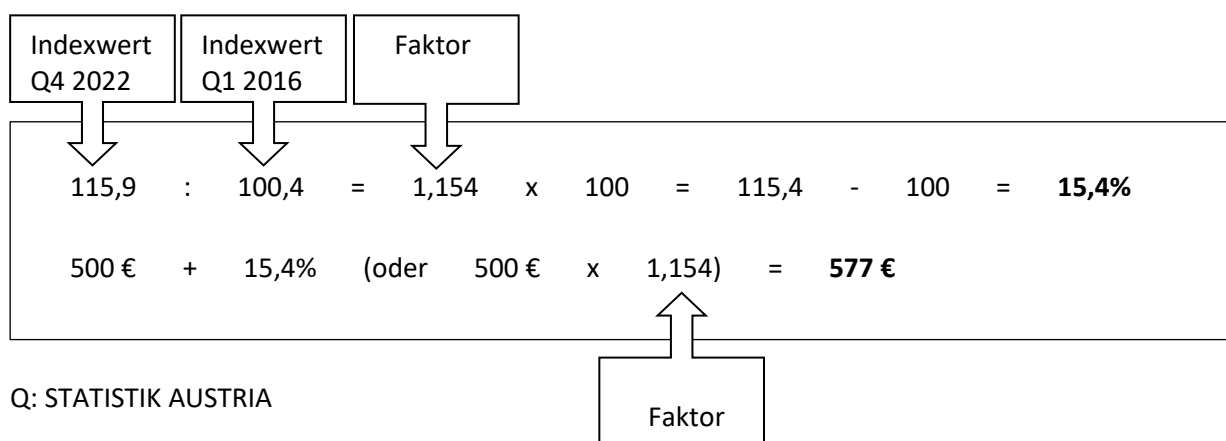 Indexwert
Q4 2022
Indexwert
Q1 2016
Faktor
115,9 : 100,4 = 1,154 x 100 = 115,4 - 100 = 15,4%
500 € + 15,4% (oder 500 € x 1,154) = 577 €
Q: STATISTIK AUSTRIA
Faktor